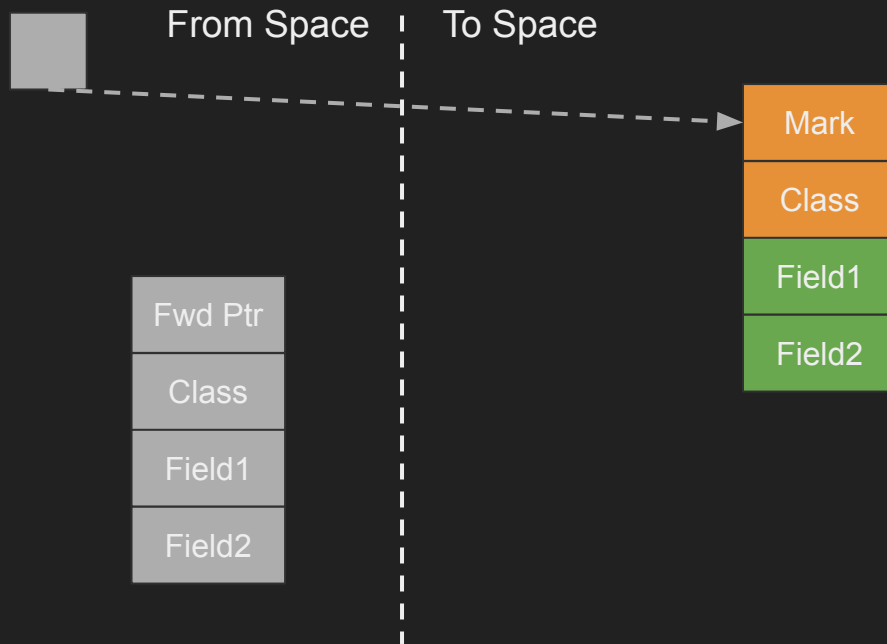 From Space
To Space
Mark
Class
Field1
Field2
Fwd Ptr
Class
Field1
Field2